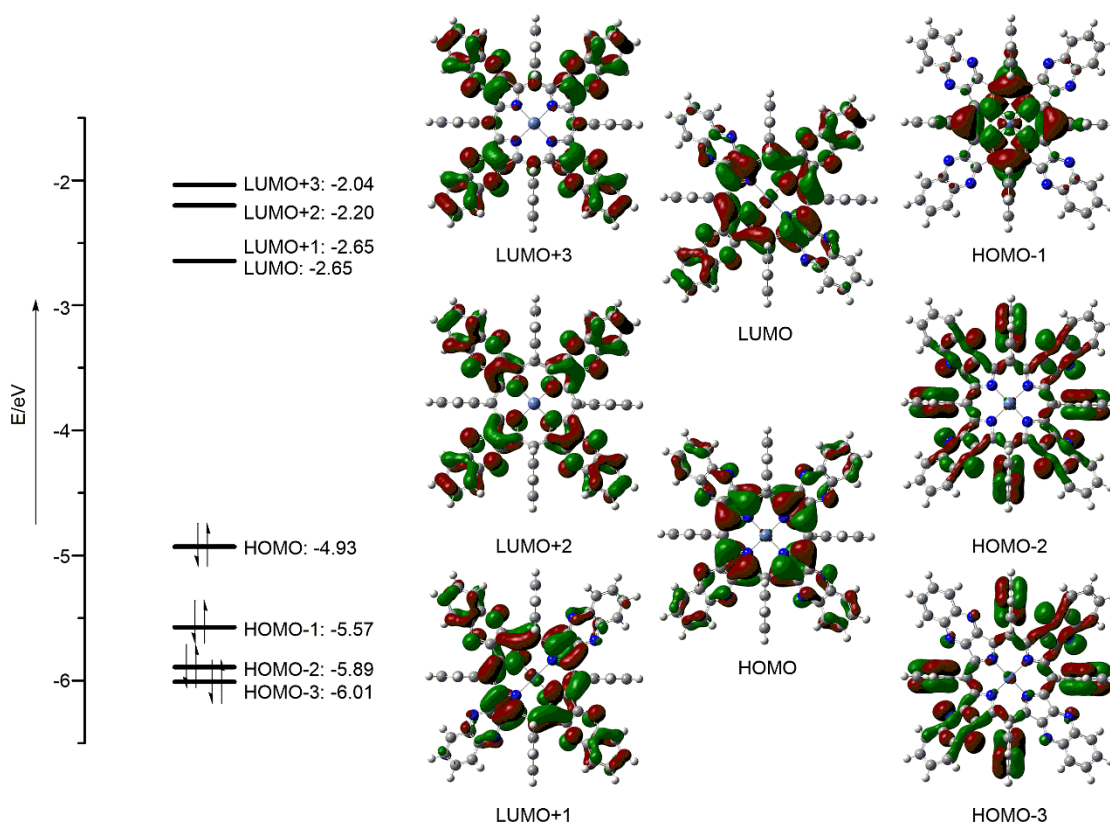 E/eV
-2
-3
-4
-5
-6
LUMO+3: -2.04
LUMO+2: -2.20
LUMO+1: -2.65
LUMO: -2.65
HOMO: -4.93
HOMO-1: -5.57
HOMO-2: -5.89
HOMO-3: -6.01
LUMO+3
LUMO+2
LUMO+1
LUMO
HOMO
HOMO-1
HOMO-2
HOMO-3